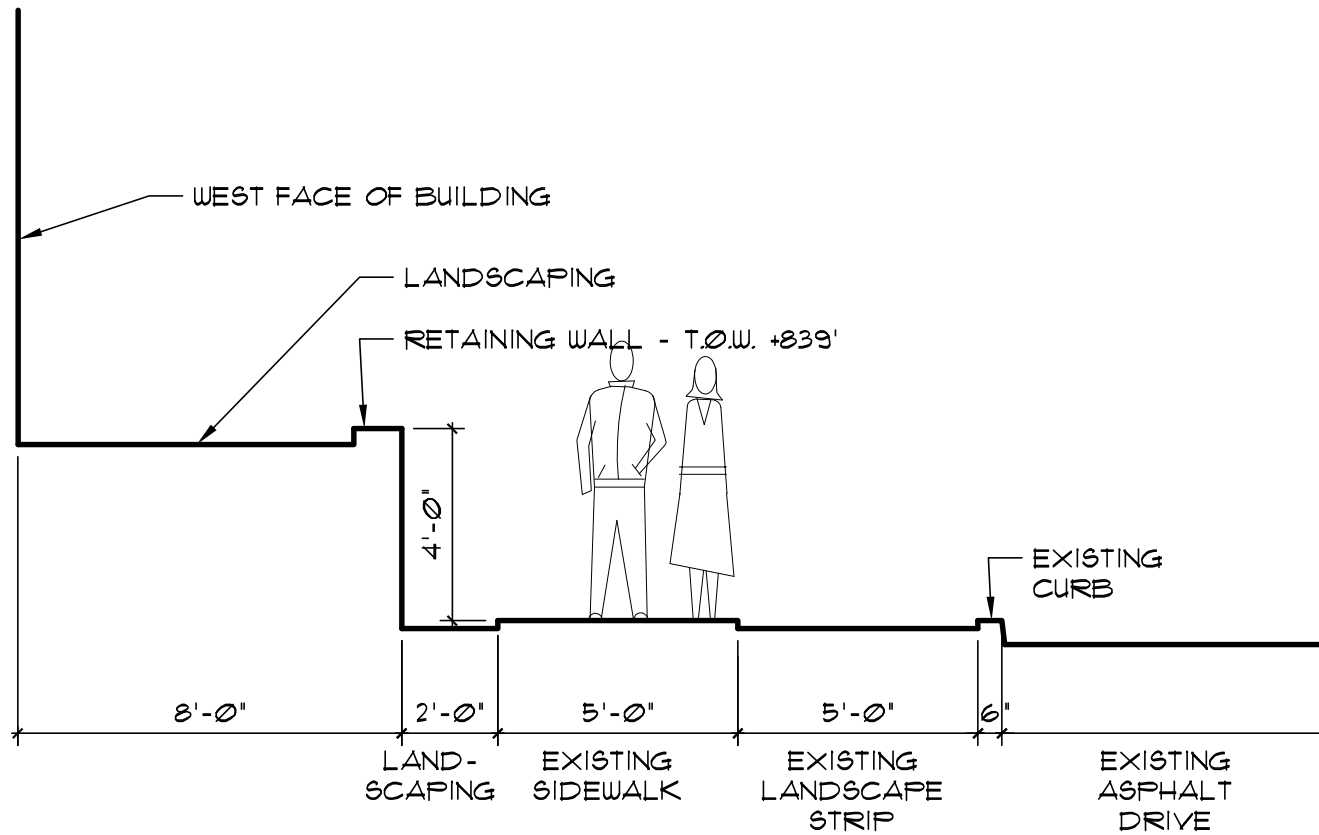 WEST FACE OF BUILDING
LANDSCAPING
RETAINING WALL - T.O.W. +839'
4'-0"
EXISTING
CURB
8'-0"
2'-0"
5'-0"
5'-0"
6"
LAND-
SCAPING
EXISTING
SIDEWALK
EXISTING
LANDSCAPE
STRIP
EXISTING
ASPHALT
DRIVE